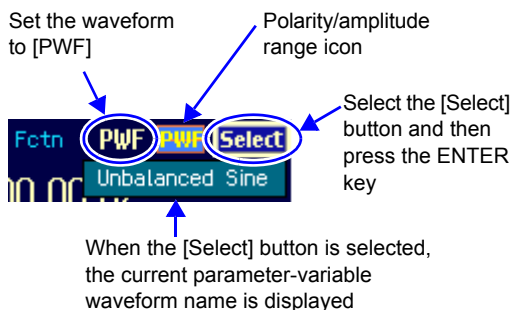 Set the waveform
to [PWF]
Polarity/amplitude
range icon
Select the [Select]
button and then
press the ENTER
key
Fctn PWF PWF Select
Unbalanced Sine
When the [Select] button is selected,
the current parameter-variable
waveform name is displayed